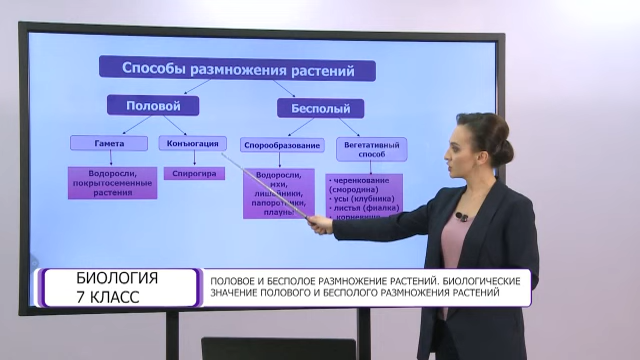 Способы размножения растений
Половой
Бесполый
Гамета
Конъюгация
Спорообразование
Вегетативный
способ
Водоросли,
покрытосеменные
растения
Спирогира
Водоросли,
мхи,
лишайники,
папоротники,
плауны
• черенкование
(смородина)
• усы (клубника)
• листья (фиалка)
• корневище
БИОЛОГИЯ
7 КЛАСС
ПОЛОВОЕ И БЕСПОЛОЕ РАЗМНОЖЕНИЕ РАСТЕНИЙ. БИОЛОГИЧЕСКИЕ
ЗНАЧЕНИЕ ПОЛОВОГО И БЕСПОЛОГО РАЗМНОЖЕНИЯ РАСТЕНИЙ